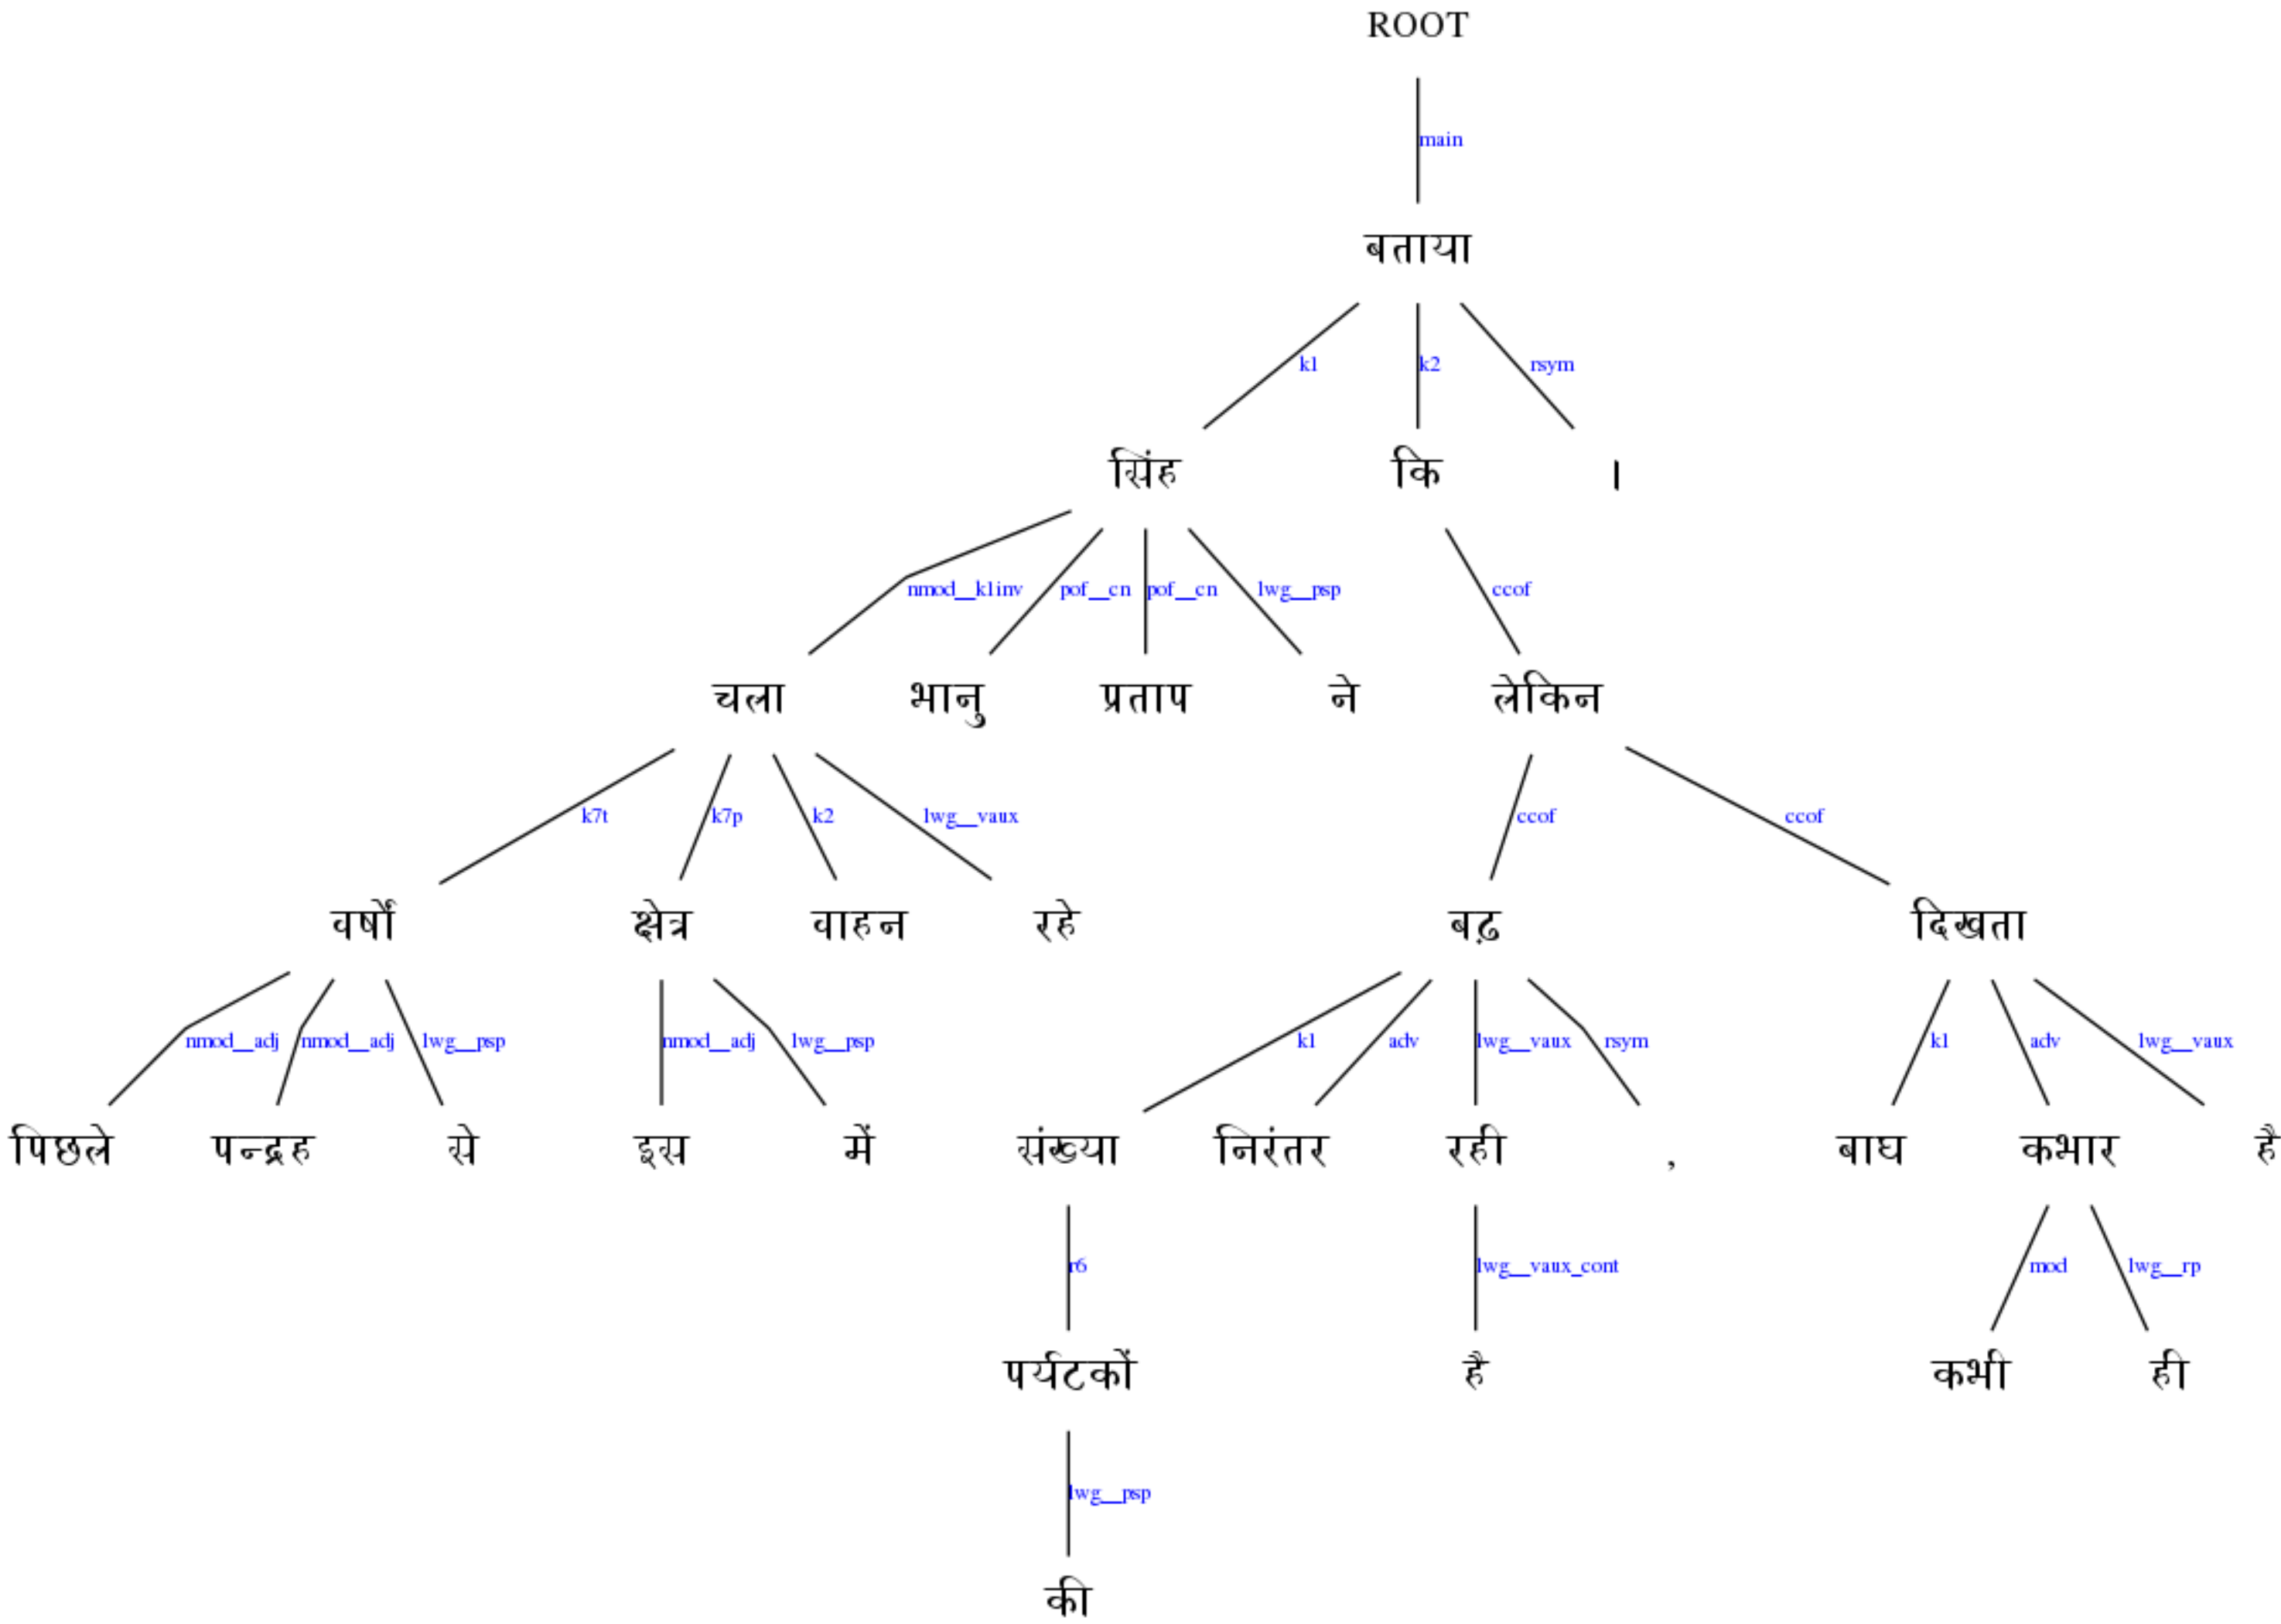 ROOT
main
बताया
k1 k2 rsym
सिंह कि ।
nmod__k1inv pof__cn pof__cn lwg__psp ccof
चला भानु प्रताप ने लेकिन
k7t k7p k2 lwg__vaux ccof ccof
वर्षों क्षेत्र वाहन रहे बढ़ दिखता
nmod__adj nmod__adj lwg__psp nmod__adj lwg__psp k1 adv lwg__vaux rsym k1 adv lwg__vaux
पिछले पन्द्रह से इस में संख्या निरंतर रही , बाघ कभार है
r6 lwg__vaux_cont mod lwg__rp
पर्यटकों है कभी ही
lwg__psp
की